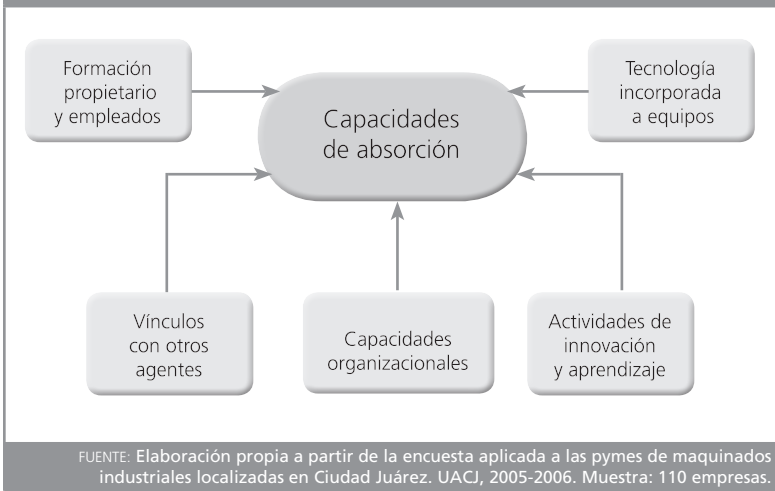 Formación
propietario
y empleados
Capacidades
de absorción
Tecnología
incorporada
a equipos
Vínculos
con otros
agentes
Capacidades
organizacionales
Actividades de
innovación
y aprendizaje
FUENTE: Elaboración propia a partir de la encuesta aplicada a las pymes de maquinados
industriales localizadas en Ciudad Juárez. UACJ, 2005-2006. Muestra: 110 empresas.